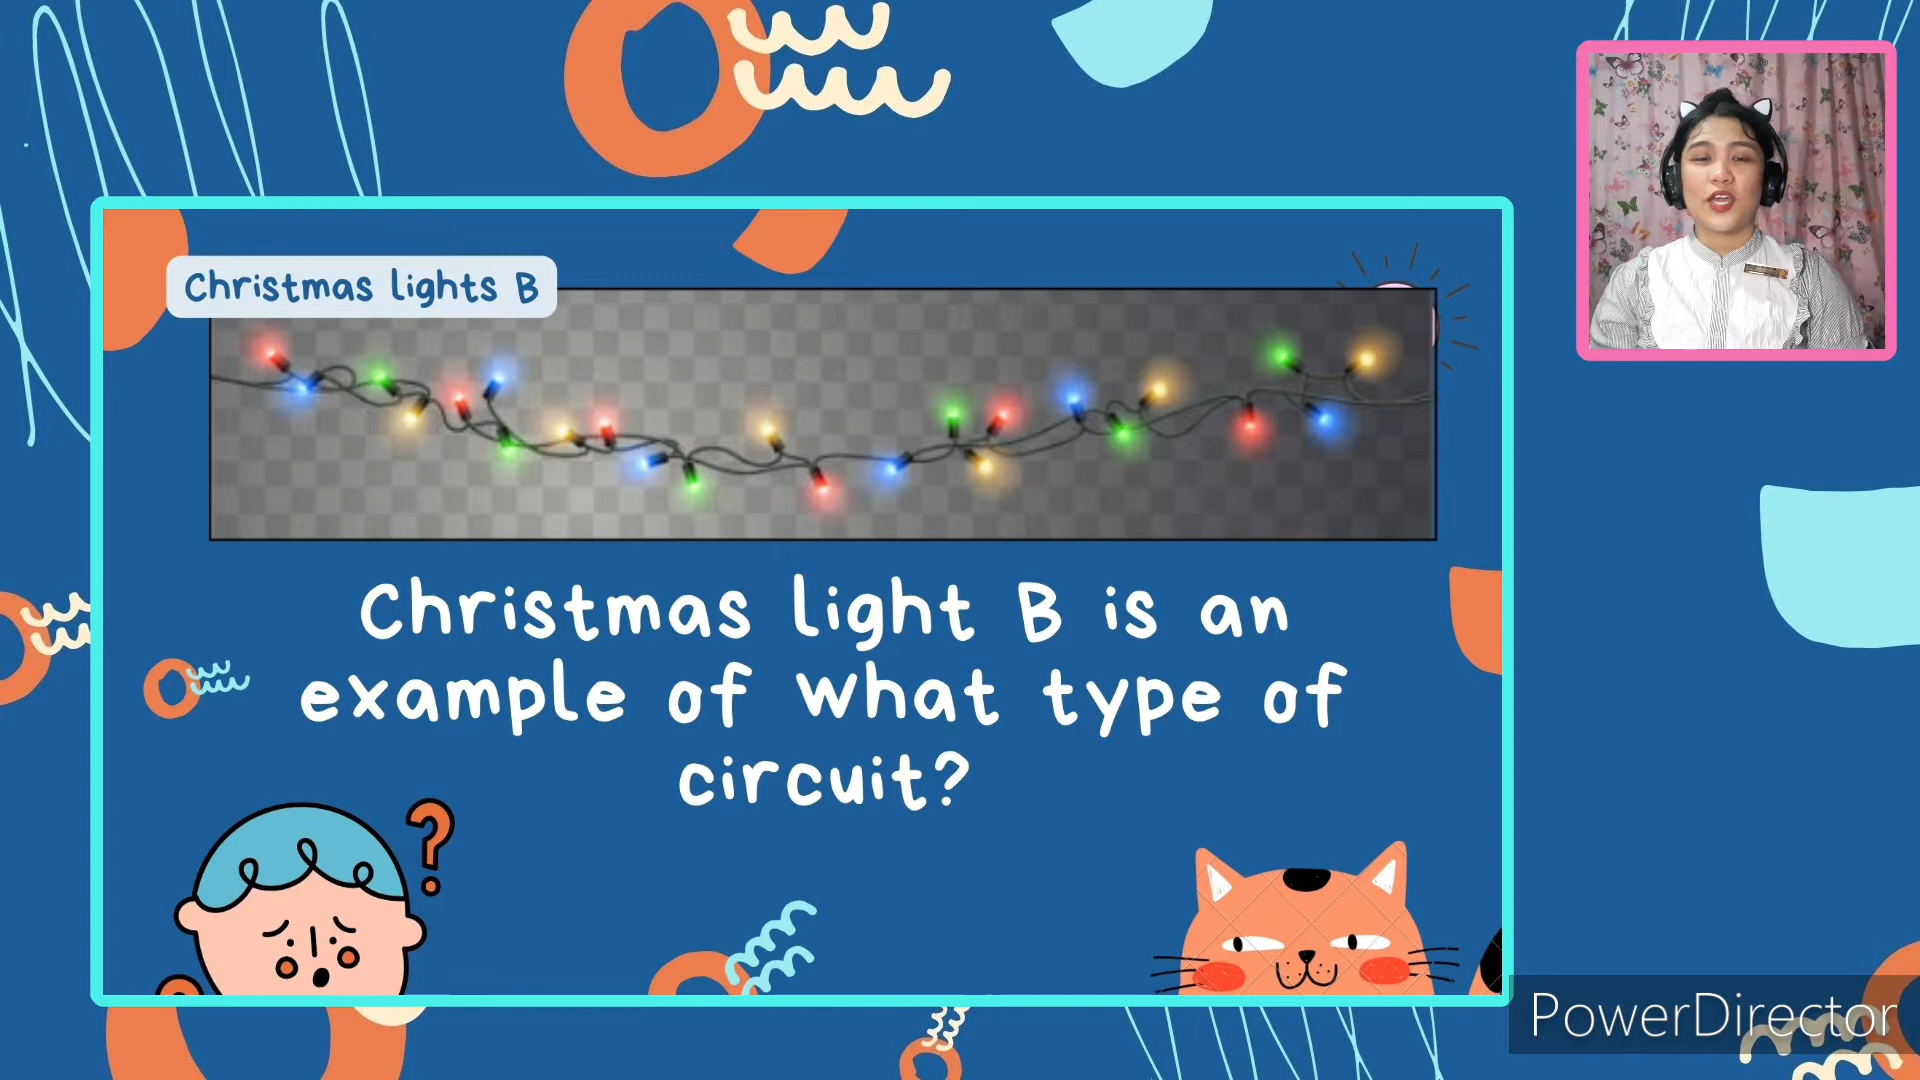 Christmas lights B
Christmas light B is an
example of what type of
circuit?
?
PowerDirector